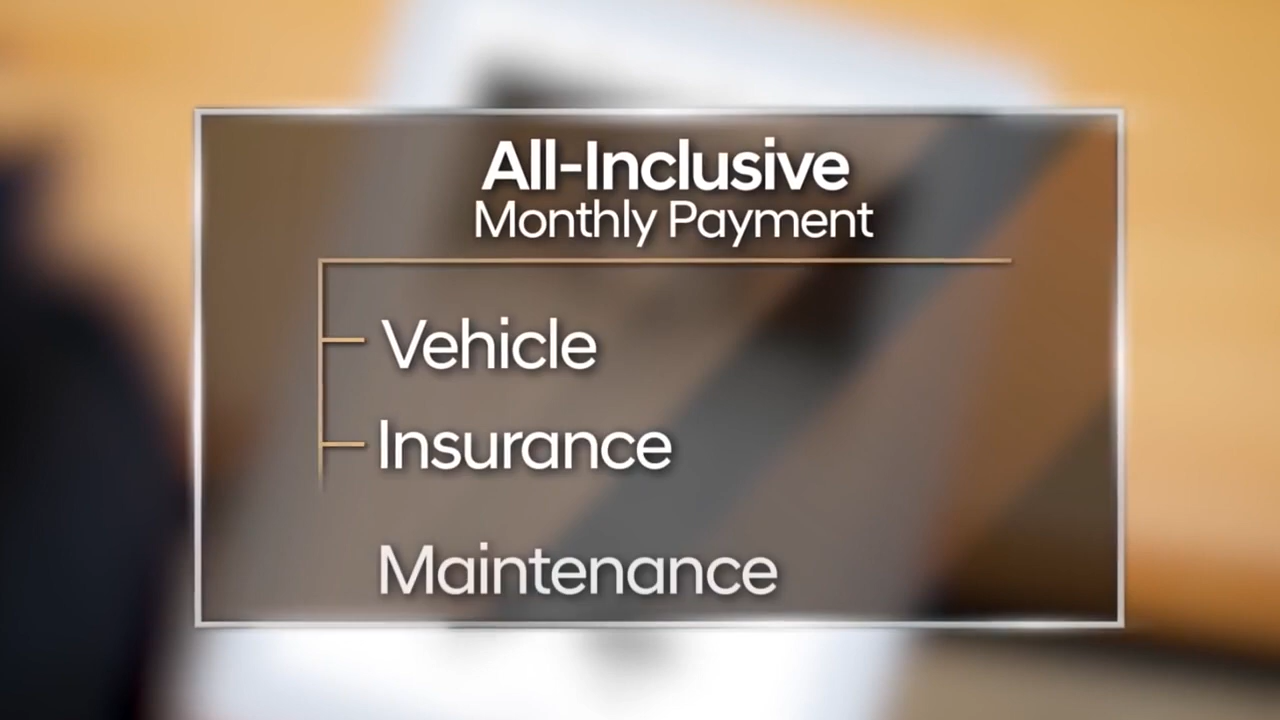 All-Inclusive
Monthly Payment
Vehicle
Insurance
Maintenance